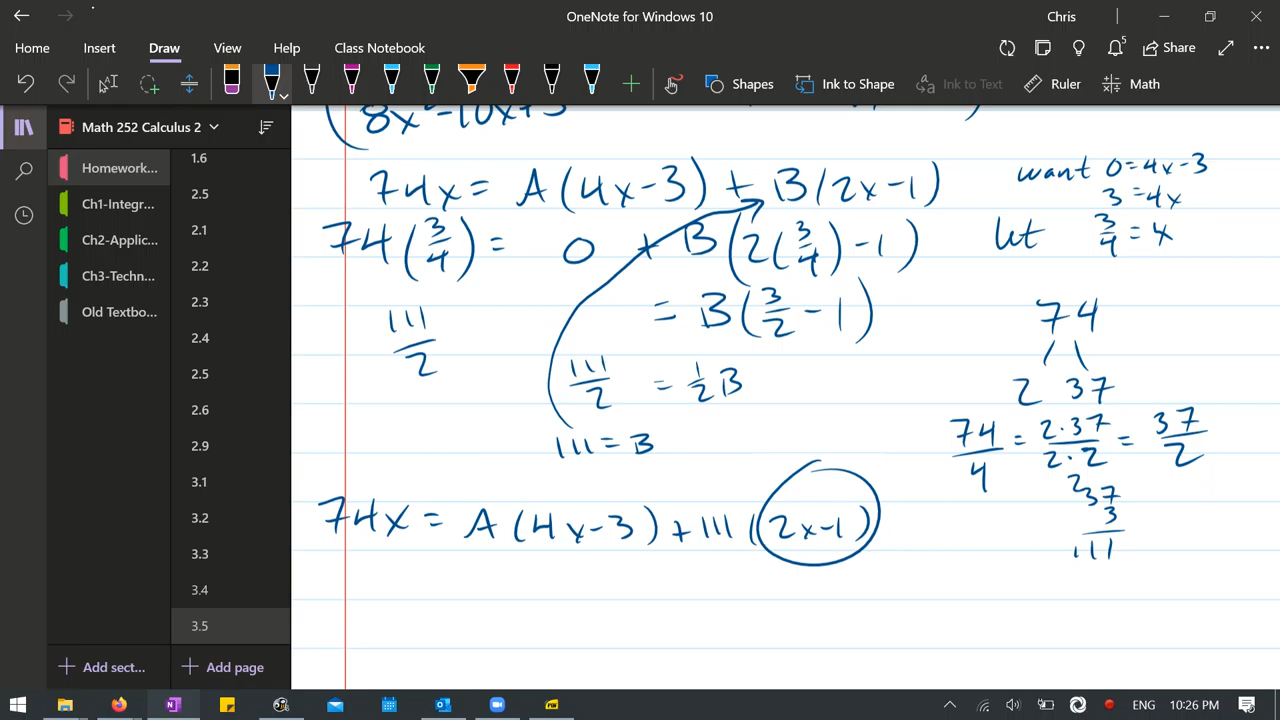 OneNote for Windows 10
Chris
Home Insert Draw View Help Class Notebook
5
Share
Shapes Ink to Shape Ink to Text Ruler Math
Math 252 Calculus 2
Homework...
Ch1-Integr...
Ch2-Applic...
Ch3-Techn...
Old Textbo...
1.6
2.5
2.1
2.2
2.3
2.4
2.5
2.6
2.9
3.1
3.2
3.3
3.4
3.5
Add sect...
Add page
74x = A(4x-3) + B(2x-1)
74(3/4) = 0 + B(2(3/4)-1)
= B(3/2 - 1)
111/2
111/2 = 1/2 B
111 = B
74x = A(4x-3) + 111(2x-1)
want 0=4x-3
3=4x
let 3/4 = x
74
2 37
74/4 = 2·37/2·2 = 37/2
2
37
3
111
ENG 10:26 PM